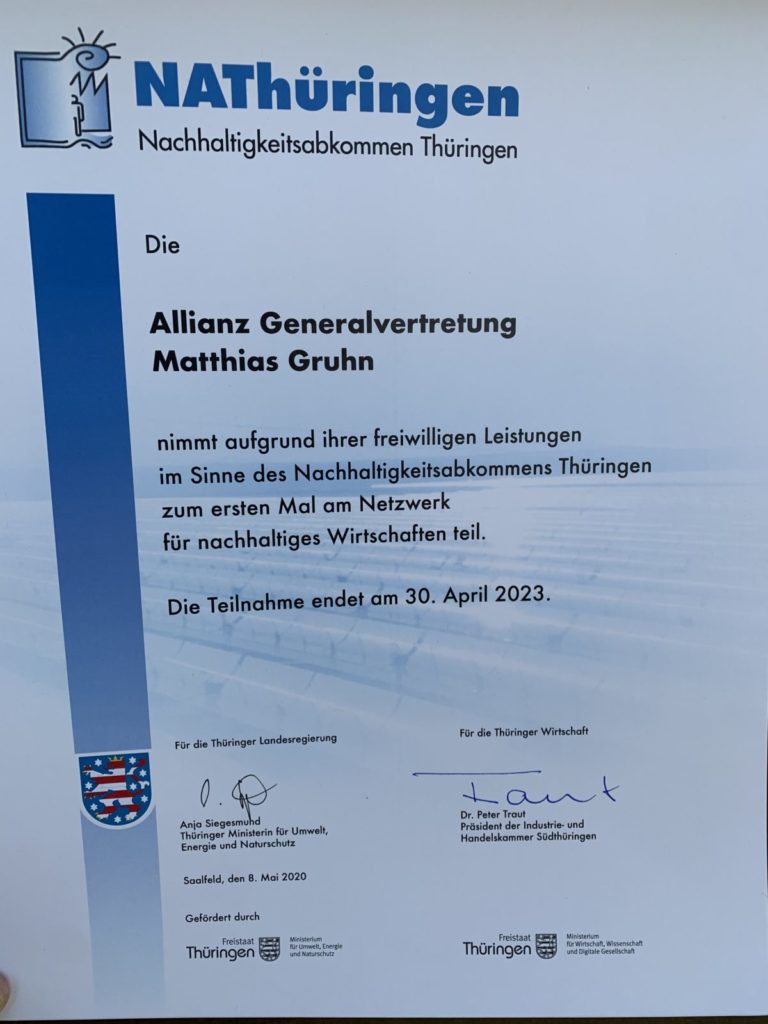 NAThüringen
Nachhaltigkeitsabkommen Thüringen
Die
Allianz Generalvertretung
Matthias Gruhn
nimmt aufgrund ihrer freiwilligen Leistungen
im Sinne des Nachhaltigkeitsabkommens Thüringen
zum ersten Mal am Netzwerk
für nachhaltiges Wirtschaften teil.
Die Teilnahme endet am 30. April 2023.
Für die Thüringer Landesregierung
Anja Siegesmund
Thüringer Ministerin für Umwelt,
Energie und Naturschutz
Saalfeld, den 8. Mai 2020
Für die Thüringer Wirtschaft
Traut
Dr. Peter Traut
Präsident der Industrie- und
Handelskammer Südthüringen
Gefördert durch
Freistaat
Thüringen
Ministerium
für Umwelt, Energie
und Naturschutz
Freistaat
Thüringen
Ministerium
für Wirtschaft, Wissenschaft
und Digitale Gesellschaft